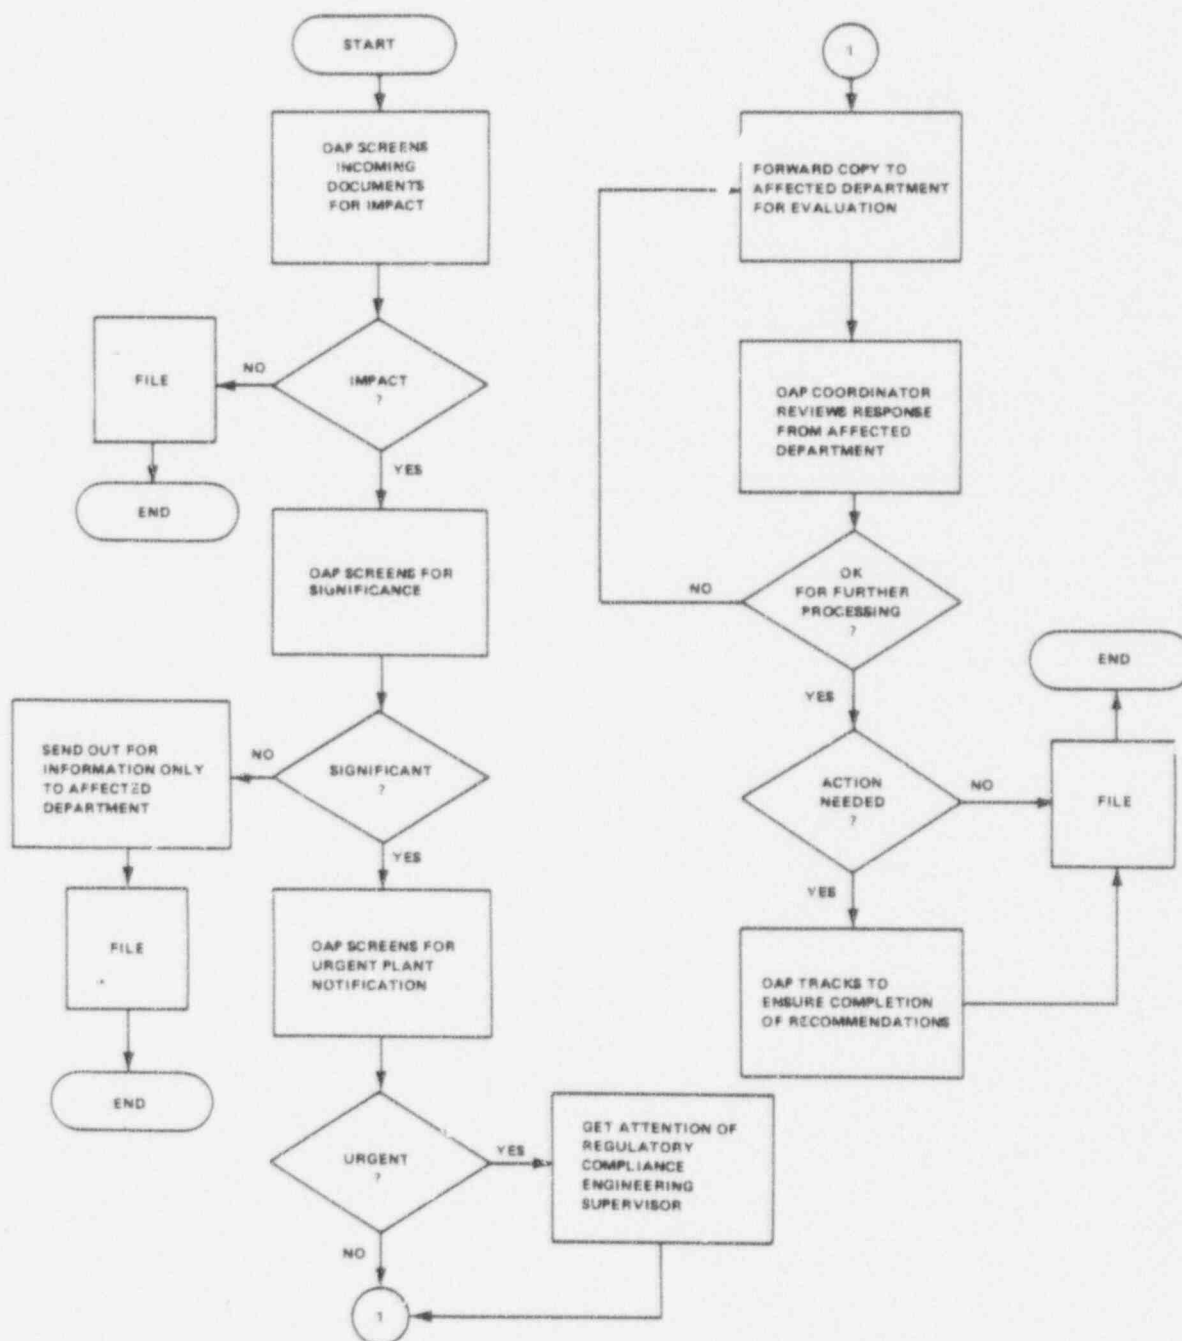 START
OAP SCREENS
INCOMING
DOCUMENTS
FOR IMPACT
IMPACT
?
NO
FILE
END
YES
OAP SCREENS FOR
SIGNIFICANCE
SIGNIFICANT
?
NO
SEND OUT FOR
INFORMATION ONLY
TO AFFECTED
DEPARTMENT
FILE
END
YES
OAP SCREENS FOR
URGENT PLANT
NOTIFICATION
URGENT
?
YES
GET ATTENTION OF
REGULATORY
COMPLIANCE
ENGINEERING
SUPERVISOR
NO
1
1
FORWARD COPY TO
AFFECTED DEPARTMENT
FOR EVALUATION
OAP COORDINATOR
REVIEWS RESPONSE
FROM AFFECTED
DEPARTMENT
OK
FOR FURTHER
PROCESSING
?
NO
YES
ACTION
NEEDED
?
NO
FILE
END
YES
OAP TRACKS TO
ENSURE COMPLETION
OF RECOMMENDATIONS